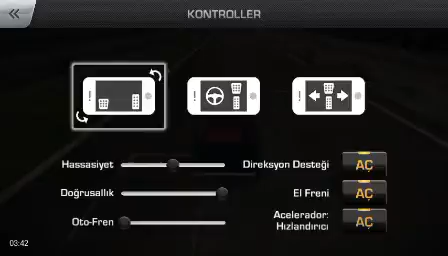 KONTROLLER
Hassasiyet
Direksyon Desteği
AÇ
Doğrusallık
El Freni
AÇ
Oto-Fren
Acelerador:
Hızlandırıcı
AÇ
03:42